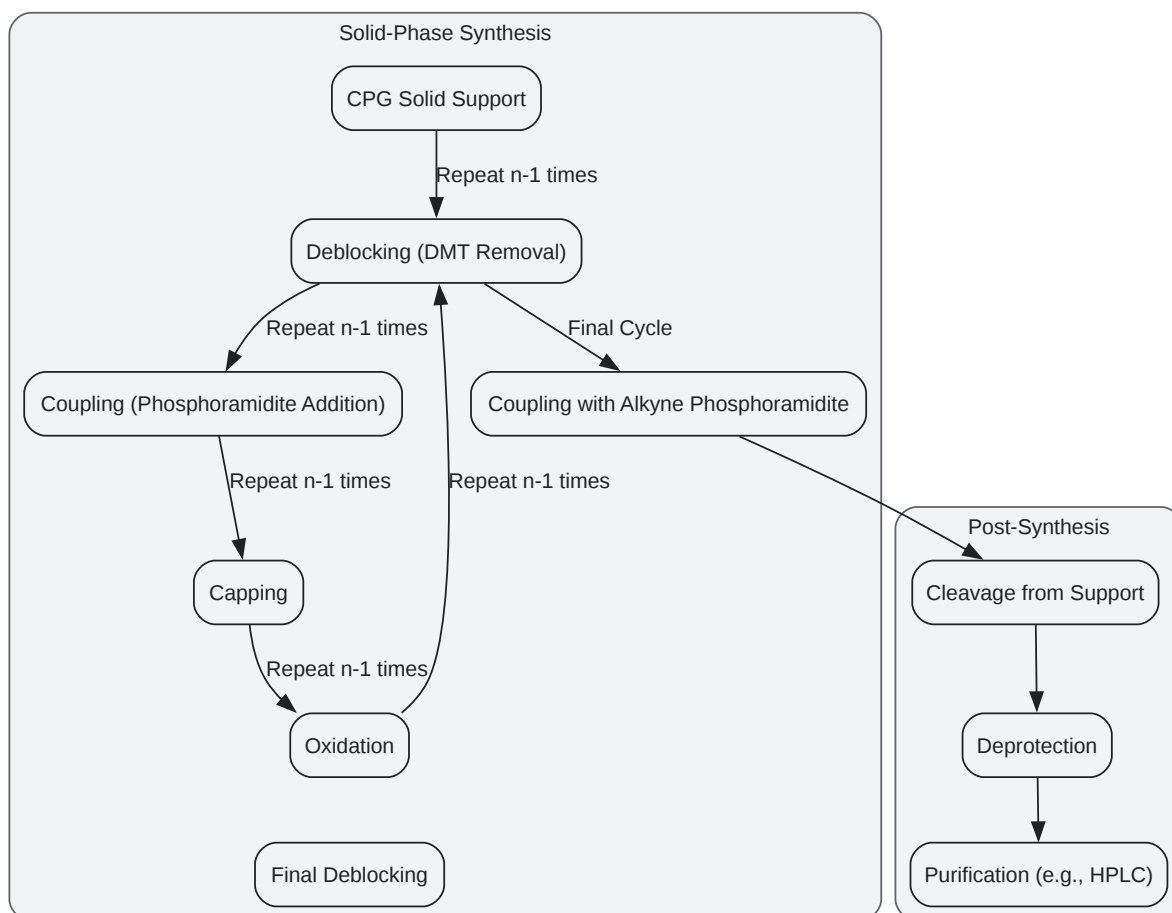 Solid-Phase Synthesis
CPG Solid Support
Repeat n-1 times
Deblocking (DMT Removal)
Repeat n-1 times
Final Cycle
Coupling (Phosphoramidite Addition)
Coupling with Alkyne Phosphoramidite
Repeat n-1 times
Repeat n-1 times
Capping
Repeat n-1 times
Oxidation
Final Deblocking
Post-Synthesis
Cleavage from Support
Deprotection
Purification (e.g., HPLC)